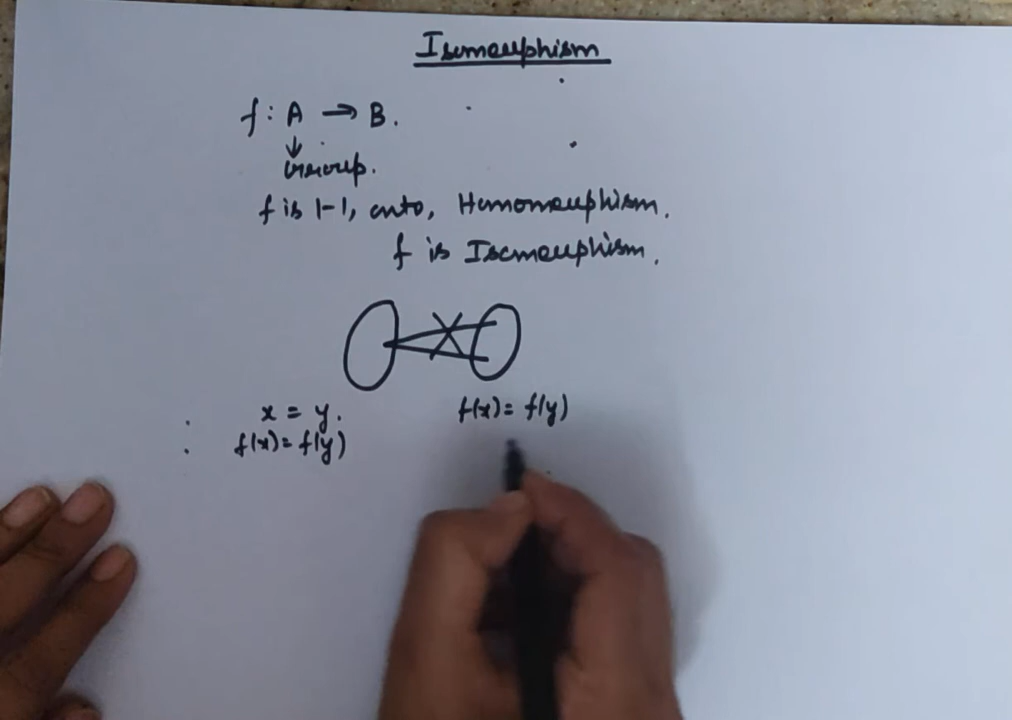 Isomorphism
f : A → B.
↓
Group.
f is 1-1, onto, Homomorphism.
f is Isomorphism.
x = y.
f(x) = f(y)
f(x) = f(y)